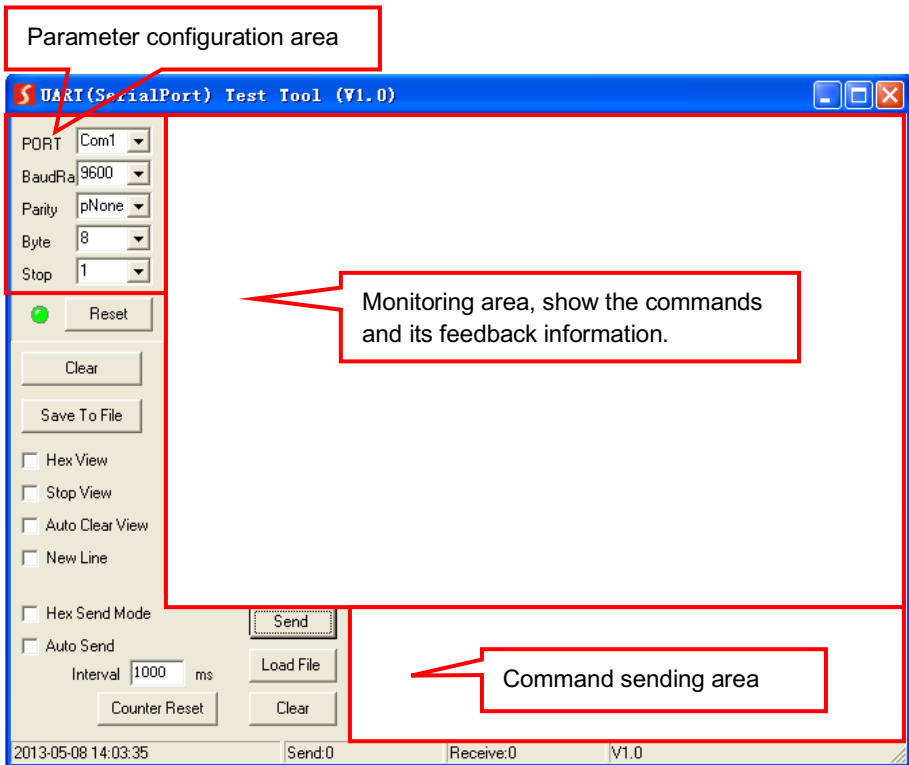 Parameter configuration area
UART(SerialPort) Test Tool (V1.0)
PORT Com1
BaudRa 9600
Parity pNone
Byte 8
Stop 1
Reset
Monitoring area, show the commands
and its feedback information.
Clear
Save To File
Hex View
Stop View
Auto Clear View
New Line
Hex Send Mode
Send
Auto Send
Interval 1000 ms
Load File
Command sending area
Counter Reset
Clear
2013-05-08 14:03:35 Send:0 Receive:0 V1.0